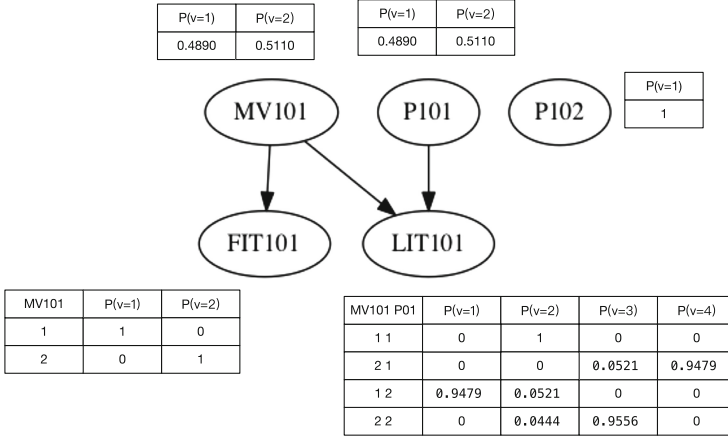 P(v=1) P(v=2)
0.4890 0.5110
P(v=1) P(v=2)
0.4890 0.5110
MV101
P101
P102
P(v=1)
1
FIT101
LIT101
MV101 P(v=1) P(v=2)
1 1 0
2 0 1
MV101 P01 P(v=1) P(v=2) P(v=3) P(v=4)
1 1 0 1 0 0
2 1 0 0 0.0521 0.9479
1 2 0.9479 0.0521 0 0
2 2 0 0.0444 0.9556 0